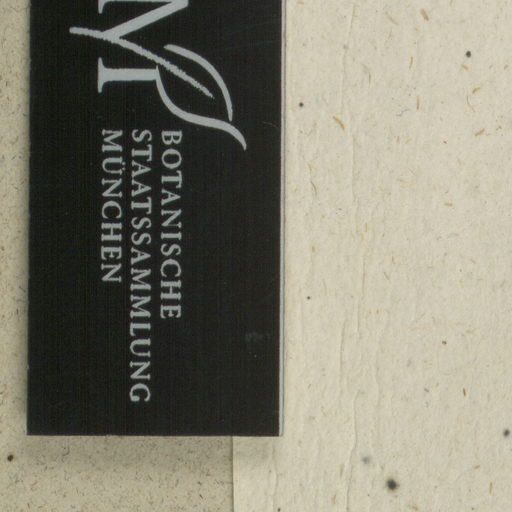 M
BOTANISCHE
STAATSSAMMLUNG
MÜNCHEN